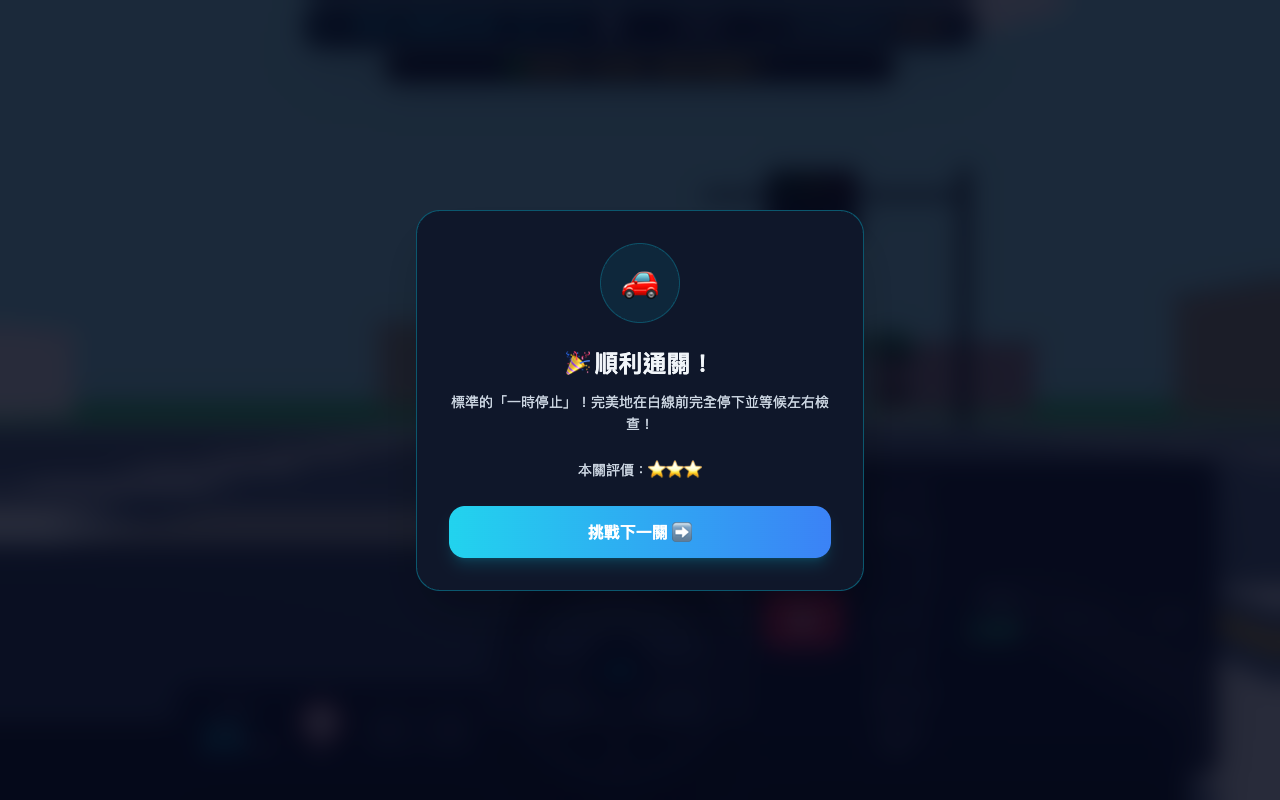 🎉 順利通關！
標準的「一時停止」！完美地在白線前完全停下並等候左右檢
查！
本關評價：⭐⭐⭐
挑戰下一關 ➡️